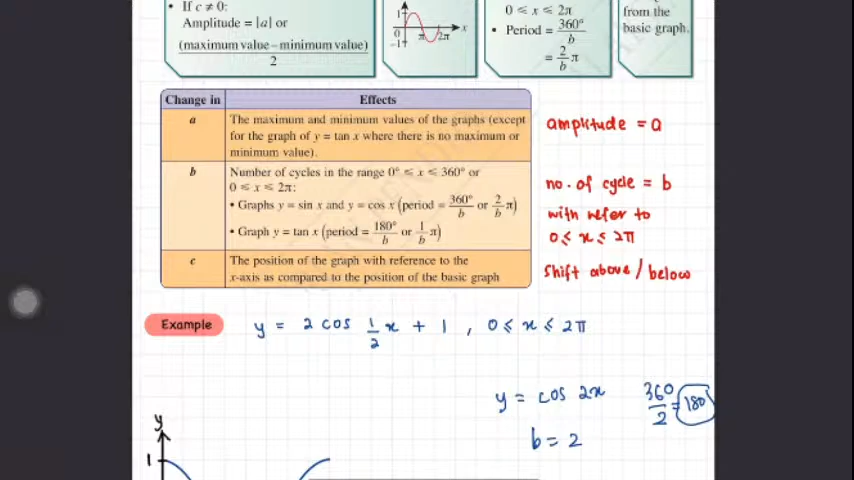 • If c ≠ 0:
Amplitude = |a| or
(maximum value – minimum value)
2
1
0
–1
π
2π
x
0 ⩽ x ⩽ 2π
• Period = 360°/b
= 2/b π
from the
basic graph.
Change in Effects
a The maximum and minimum values of the graphs (except
for the graph of y = tan x where there is no maximum or
minimum value).
amplitude = a
b Number of cycles in the range 0° ⩽ x ⩽ 360° or
0 ⩽ x ⩽ 2π:
• Graphs y = sin x and y = cos x (period = 360°/b or 2/b π)
• Graph y = tan x (period = 180°/b or 1/b π)
no. of cycle = b
with refer to
0 ⩽ x ⩽ 2π
c The position of the graph with reference to the
x-axis as compared to the position of the basic graph
shift above / below
Example y = 2 cos 1/2 x + 1 , 0 ⩽ x ⩽ 2π
y = cos 2x 360/2 = 180
b = 2
y
1